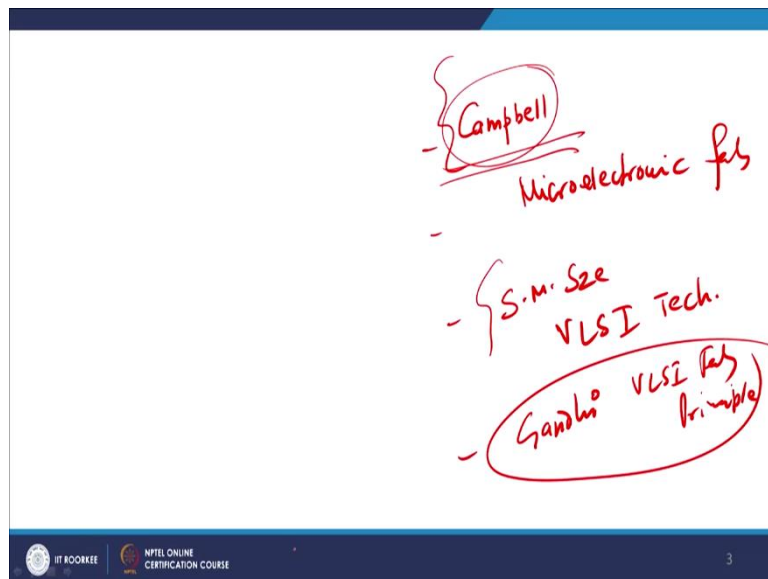 Campbell
Microelectronic fab
S.M. Sze
VLSI Tech.
Gandhi VLSI Fab
Principle
IIT ROORKEE
NPTEL ONLINE
CERTIFICATION COURSE
3